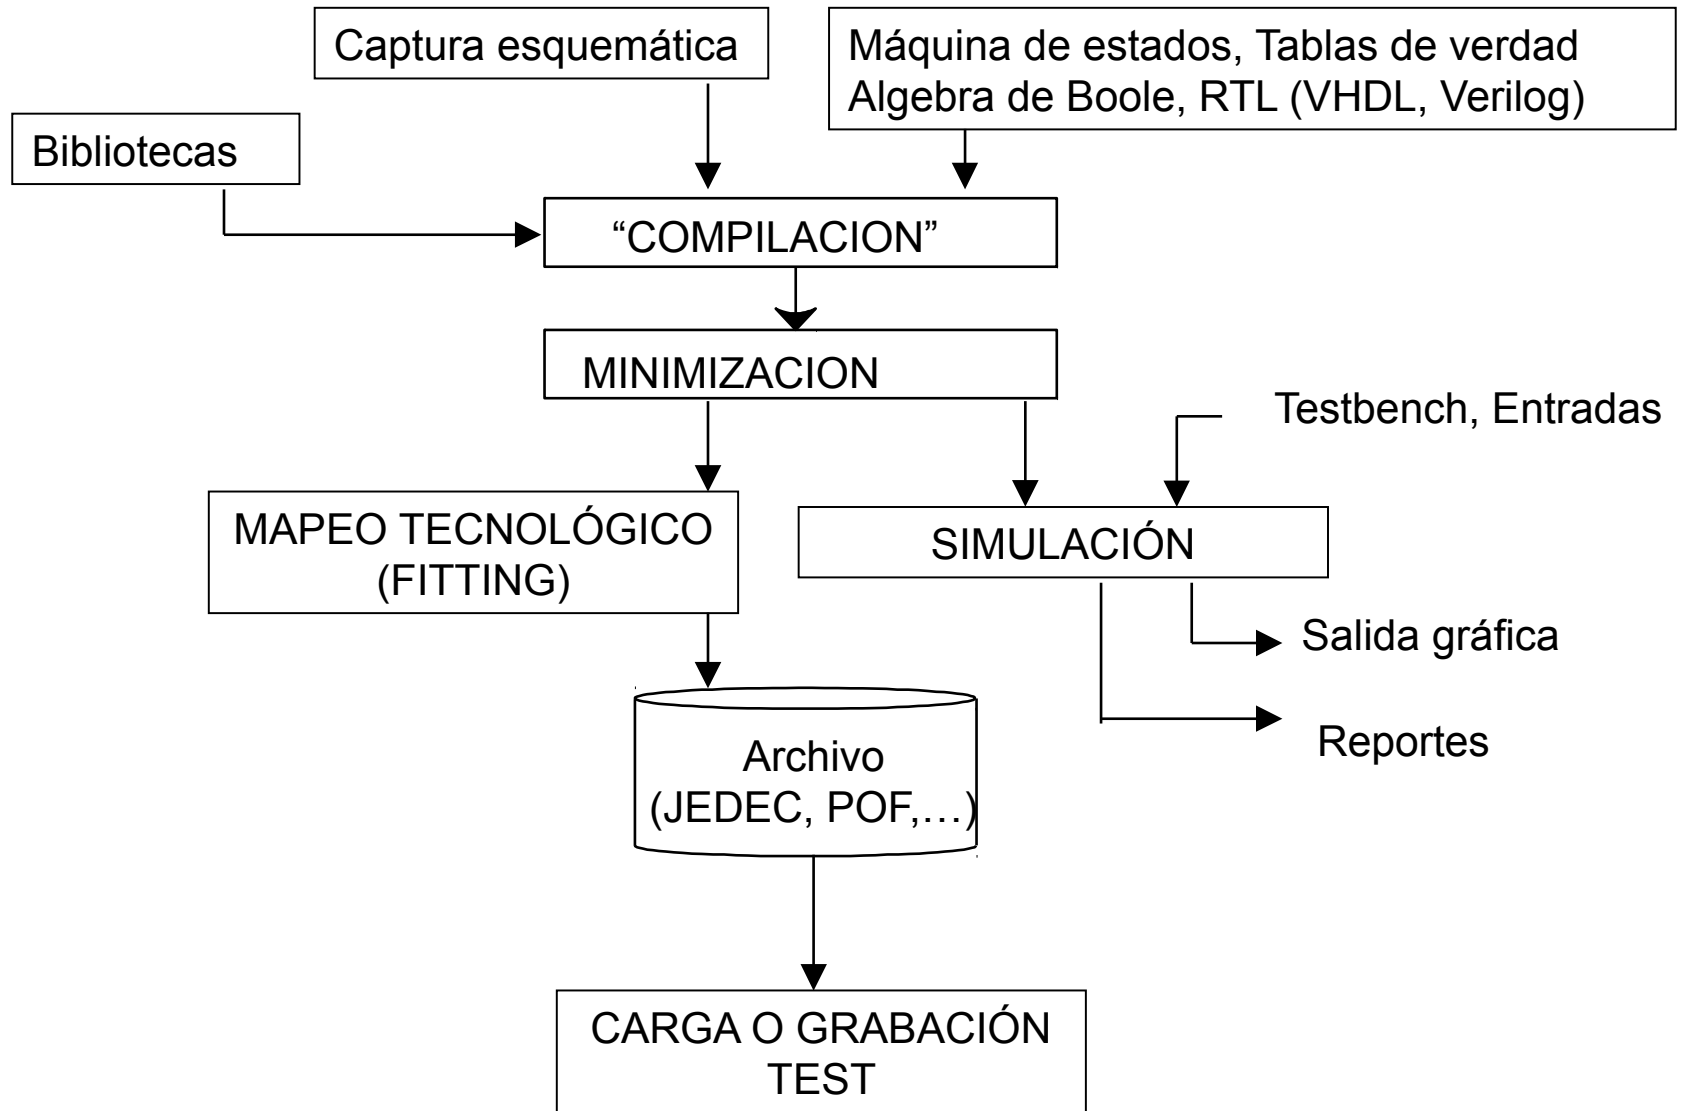 Captura esquemática
Máquina de estados, Tablas de verdad
Algebra de Boole, RTL (VHDL, Verilog)
Bibliotecas
“COMPILACION”
MINIMIZACION
Testbench, Entradas
MAPEO TECNOLÓGICO
(FITTING)
SIMULACIÓN
Salida gráfica
Reportes
Archivo
(JEDEC, POF,…)
CARGA O GRABACIÓN
TEST